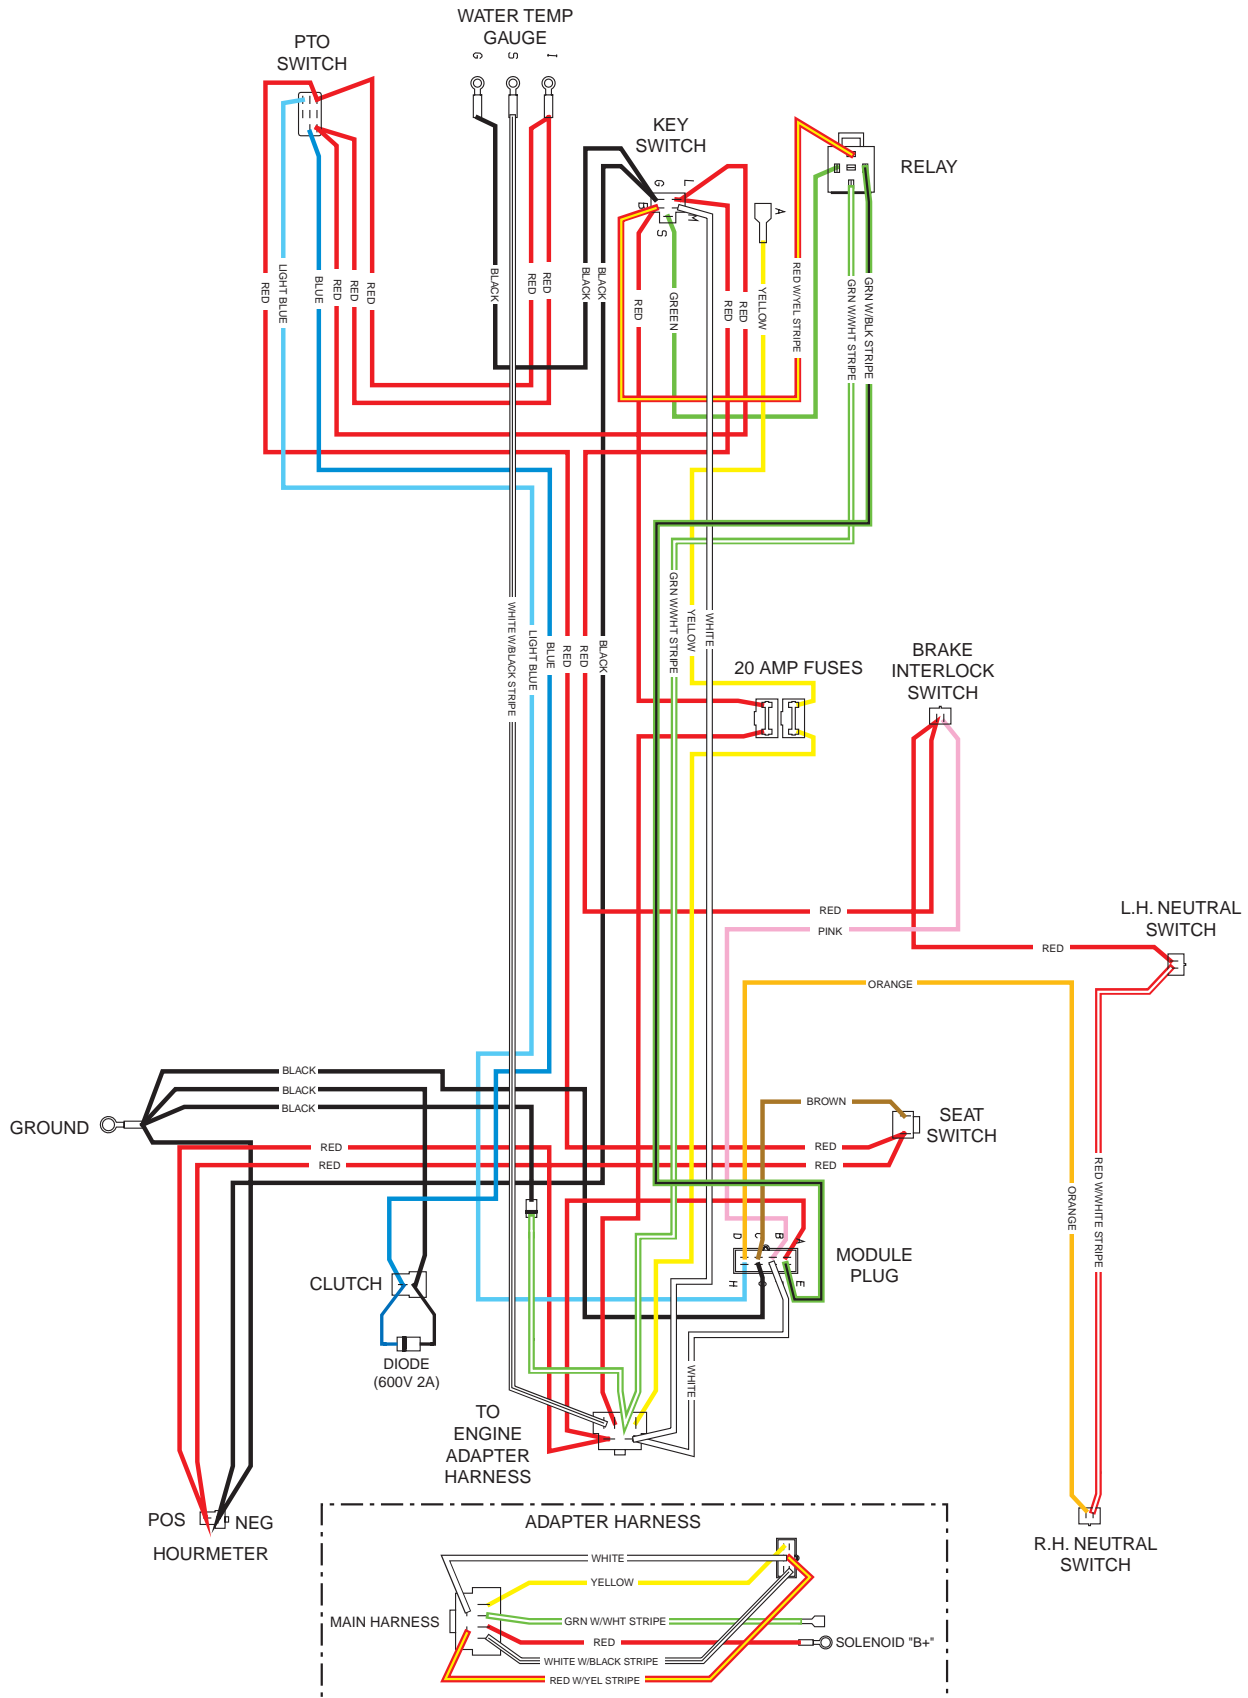 WATER TEMP
GAUGE
G S I
PTO
SWITCH
KEY
SWITCH
RELAY
G L
B M
S
A
RED
LIGHT BLUE
BLUE
RED
RED
RED
BLACK
RED
RED
BLACK
BLACK
RED
GREEN
RED
RED
YELLOW
RED W/YEL STRIPE
GRN W/WHT STRIPE
GRN W/BLK STRIPE
WHITE W/BLACK STRIPE
LIGHT BLUE
BLUE
RED
RED
BLACK
GRN W/WHT STRIPE
YELLOW
WHITE
20 AMP FUSES
BRAKE
INTERLOCK
SWITCH
RED
PINK
L.H. NEUTRAL
SWITCH
RED
ORANGE
BLACK
BLACK
BLACK
GROUND
BROWN
SEAT
SWITCH
RED
RED
RED
RED
ORANGE
RED W/WHITE STRIPE
D C B A
H G E
MODULE
PLUG
CLUTCH
DIODE
(600V 2A)
WHITE
TO
ENGINE
ADAPTER
HARNESS
POS
NEG
HOURMETER
R.H. NEUTRAL
SWITCH
ADAPTER HARNESS
WHITE
YELLOW
MAIN HARNESS
GRN W/WHT STRIPE
RED
SOLENOID "B+"
WHITE W/BLACK STRIPE
RED W/YEL STRIPE